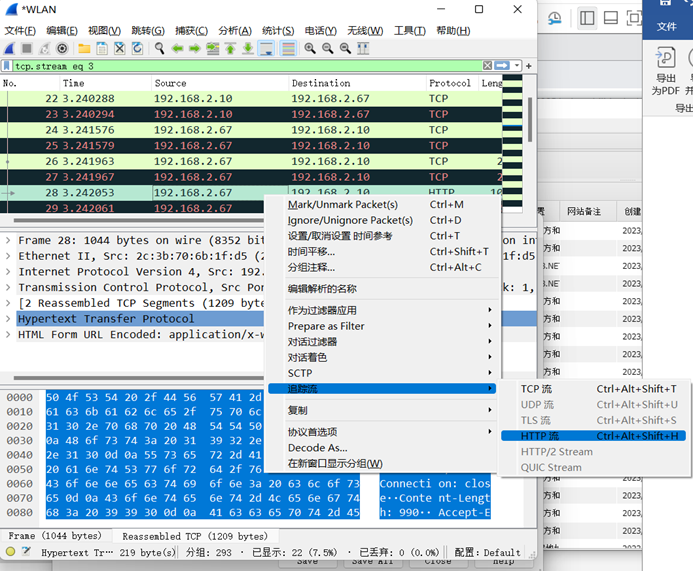 *WLAN
文件(F) 编辑(E) 视图(V) 跳转(G) 捕获(C) 分析(A) 统计(S) 电话(Y) 无线(W) 工具(T) 帮助(H)
tcp.stream eq 3
No. Time Source Destination Protocol Leng
22 3.240288 192.168.2.10 192.168.2.67 TCP
23 3.240294 192.168.2.10 192.168.2.67 TCP
24 3.241576 192.168.2.67 192.168.2.10 TCP
25 3.241579 192.168.2.67 192.168.2.10 TCP
26 3.241963 192.168.2.67 192.168.2.10 TCP 2
27 3.241967 192.168.2.67 192.168.2.10 TCP 2
28 3.242053 192.168.2.67 192.168.2.10 HTTP 10
29 3.242061 192.168.2.67
Frame 28: 1044 bytes on wire (8352 bit
Ethernet II, Src: 2c:3b:70:6b:1f:d5 (2
Internet Protocol Version 4, Src: 192.
Transmission Control Protocol, Src Por
[2 Reassembled TCP Segments (1209 byte
Hypertext Transfer Protocol
HTML Form URL Encoded: application/x-w
Mark/Unmark Packet(s) Ctrl+M
Ignore/Unignore Packet(s) Ctrl+D
设置/取消设置 时间参考 Ctrl+T
时间平移... Ctrl+Shift+T
分组注释... Ctrl+Alt+C
编辑解析的名称
作为过滤器应用
Prepare as Filter
对话过滤器
对话着色
SCTP
追踪流
复制
协议首选项
Decode As...
在新窗口显示分组(W)
TCP 流 Ctrl+Alt+Shift+T
UDP 流 Ctrl+Alt+Shift+U
TLS 流 Ctrl+Alt+Shift+S
HTTP 流 Ctrl+Alt+Shift+H
HTTP/2 Stream
QUIC Stream
0000 50 4f 53 54 20 2f 44 56 57 41 2d
0010 61 63 6b 61 62 6c 65 2f 75 70 6c
0020 31 30 2e 70 68 70 20 48 54 54 50
0030 0a 48 6f 73 74 3a 20 31 39 32 2e
0040 2e 31 30 0d 0a 55 73 65 72 2d 41
0050 20 61 6e 74 53 77 6f 72 64 2f 76
0060 6f 6e 6e 65 63 74 69 6f 6e 3a 20 63 6c 6f 73 Connecti on: clos
0070 65 0d 0a 43 6f 6e 74 65 6e 74 2d 4c 65 6e 67 74 e··Conte nt-Lengt
0080 68 3a 20 39 39 30 0d 0a 41 63 63 65 70 74 2d 45 h: 990·· Accept-E
Frame (1044 bytes) Reassembled TCP (1209 bytes)
Hypertext Tr⋯ 219 byte(s) 分组: 293 · 已显示: 22 (7.5%) · 已丢弃: 0 (0.0%) 配置: Default
Save Save All Close Help
文件
导出
为PDF
导出
网站备注 创建
方和 2023,